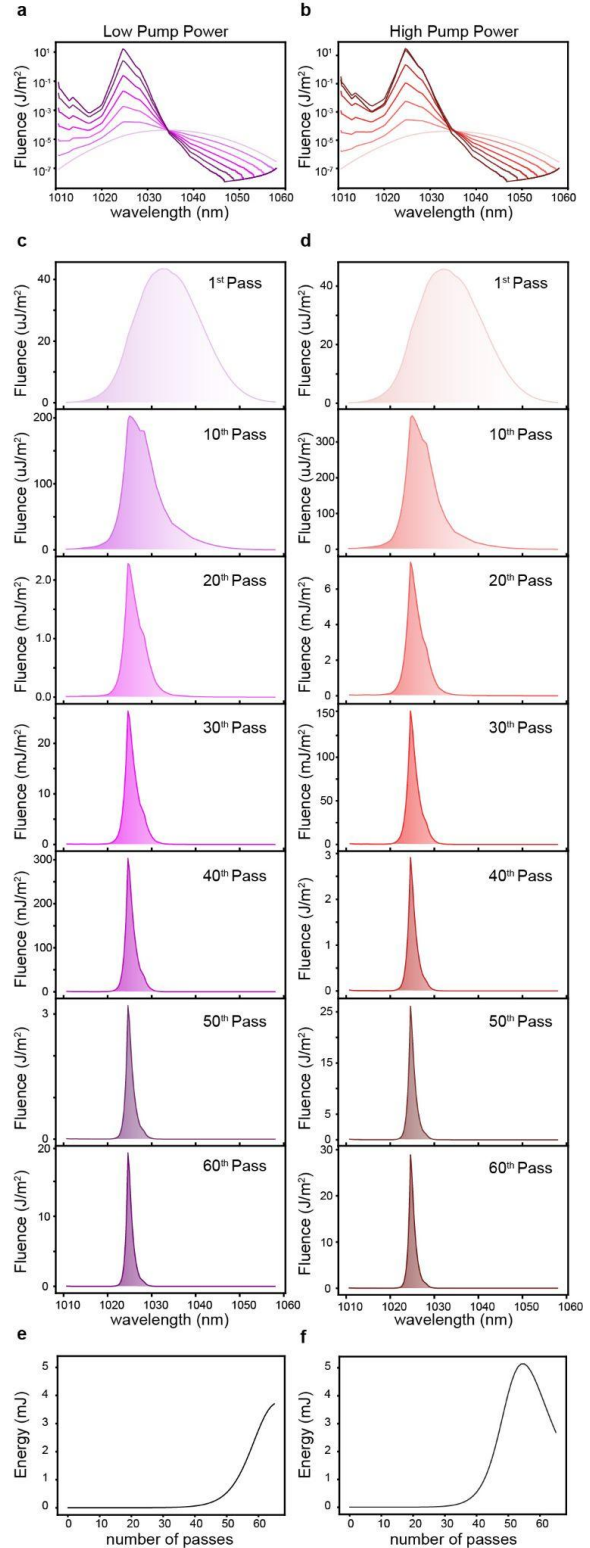 a
b
Low Pump Power
High Pump Power
Fluence (J/m²)
10¹
10⁻¹
10⁻³
10⁻⁵
10⁻⁷
1010 1020 1030 1040 1050 1060
wavelength (nm)
Fluence (J/m²)
10¹
10⁻¹
10⁻³
10⁻⁵
10⁻⁷
1010 1020 1030 1040 1050 1060
wavelength (nm)
c
d
Fluence (uJ/m²)
40
20
0
1st Pass
Fluence (uJ/m²)
40
20
0
1st Pass
Fluence (uJ/m²)
200
100
0
10th Pass
Fluence (uJ/m²)
300
200
100
0
10th Pass
Fluence (mJ/m²)
2.0
1.0
0.0
20th Pass
Fluence (mJ/m²)
6
4
2
0
20th Pass
Fluence (mJ/m²)
20
10
0
30th Pass
Fluence (mJ/m²)
150
100
50
0
30th Pass
Fluence (mJ/m²)
300
200
100
0
40th Pass
Fluence (J/m²)
3
2
1
0
40th Pass
Fluence (J/m²)
3
0
50th Pass
Fluence (J/m²)
25
15
5
0
50th Pass
Fluence (J/m²)
20
10
0
60th Pass
1010 1020 1030 1040 1050 1060
wavelength (nm)
Fluence (J/m²)
30
20
10
0
60th Pass
1010 1020 1030 1040 1050 1060
wavelength (nm)
e
f
Energy (mJ)
5
4
3
2
1
0
0 10 20 30 40 50 60
number of passes
Energy (mJ)
5
4
3
2
1
0
0 10 20 30 40 50 60
number of passes